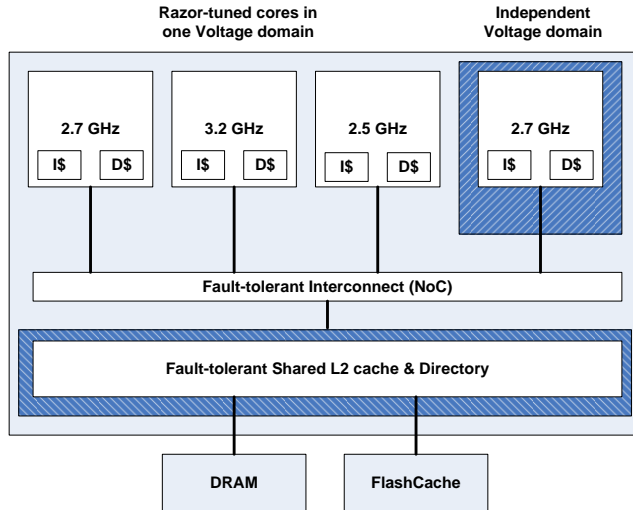 Razor-tuned cores in
one Voltage domain
Independent
Voltage domain
2.7 GHz
3.2 GHz
2.5 GHz
2.7 GHz
I$ D$
I$ D$
I$ D$
I$ D$
Fault-tolerant Interconnect (NoC)
Fault-tolerant Shared L2 cache & Directory
DRAM
FlashCache